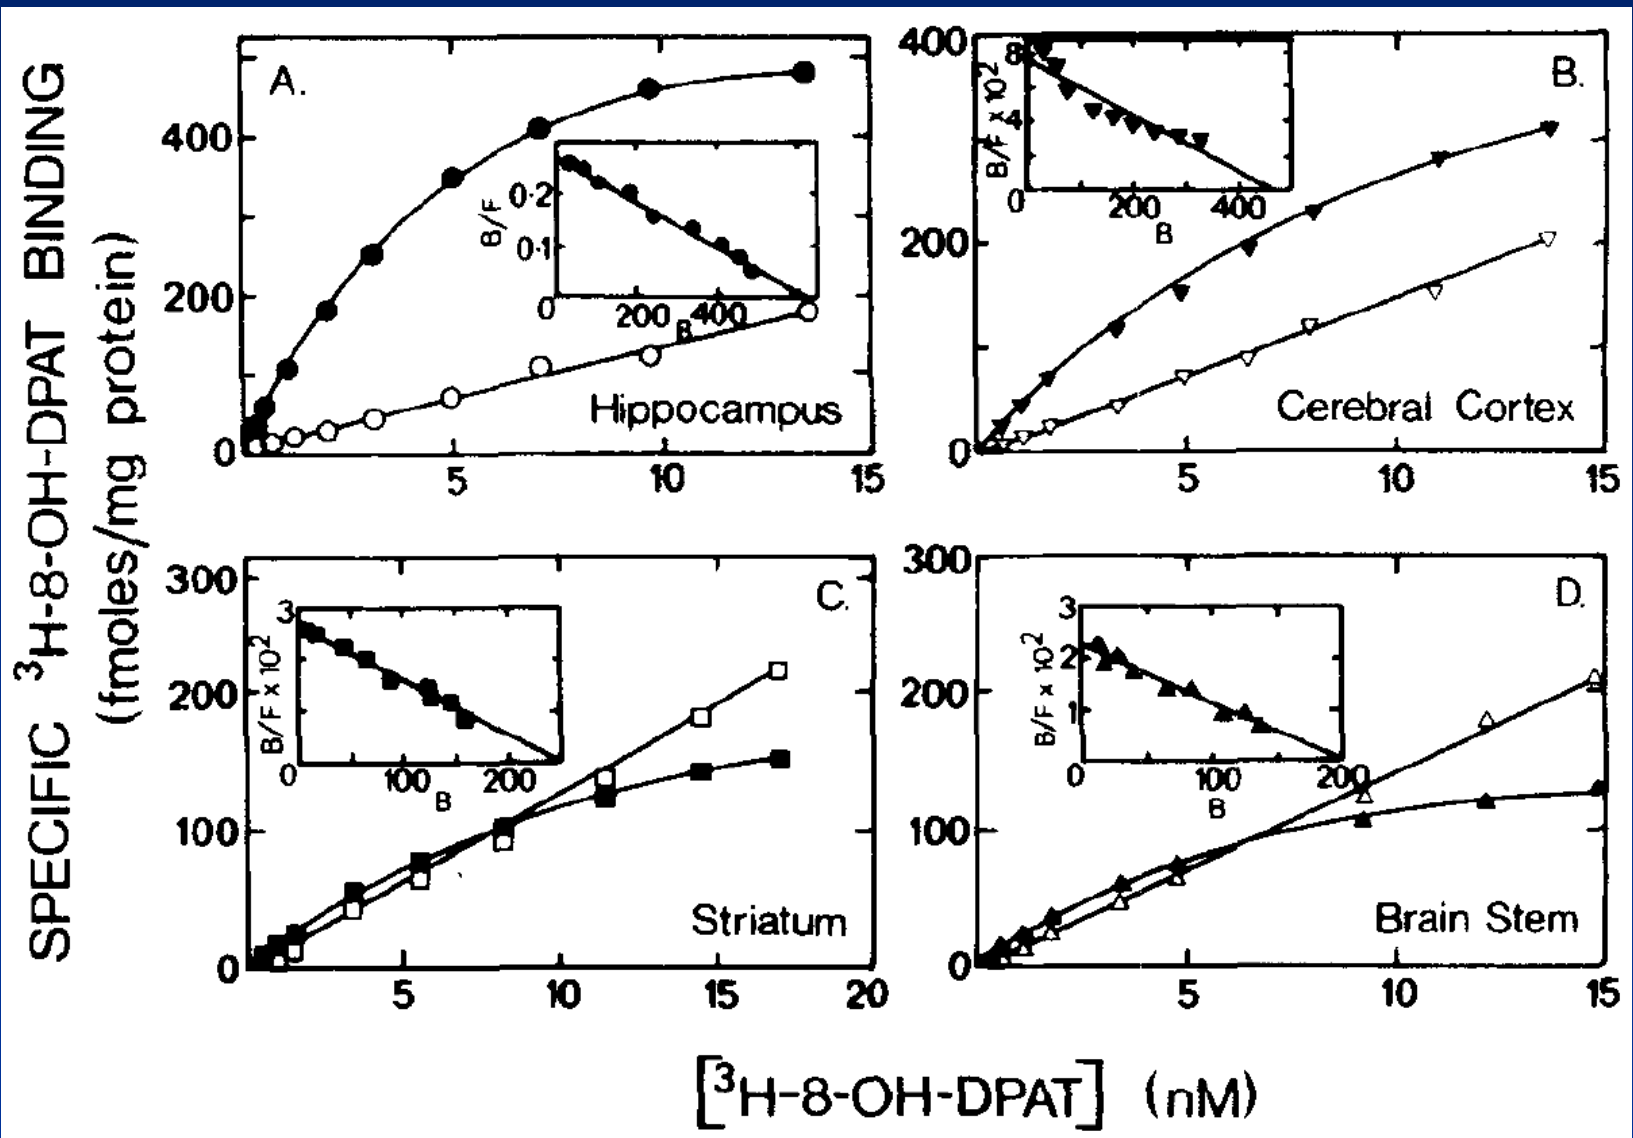 SPECIFIC ³H-8-OH-DPAT BINDING
(fmoles/mg protein)
A.
400
200
0
5
10
15
Hippocampus
B/F
0·2
0·1
0
200
400
B
B.
400
200
0
5
10
15
Cerebral Cortex
B/F x 10²
8
4
0
200
400
B
C.
300
200
100
0
5
10
15
20
Striatum
B/F x 10²
3
0
100
200
B
D.
300
200
100
0
5
10
15
Brain Stem
B/F x 10²
3
2
1
0
100
200
B
[³H-8-OH-DPAT] (nM)